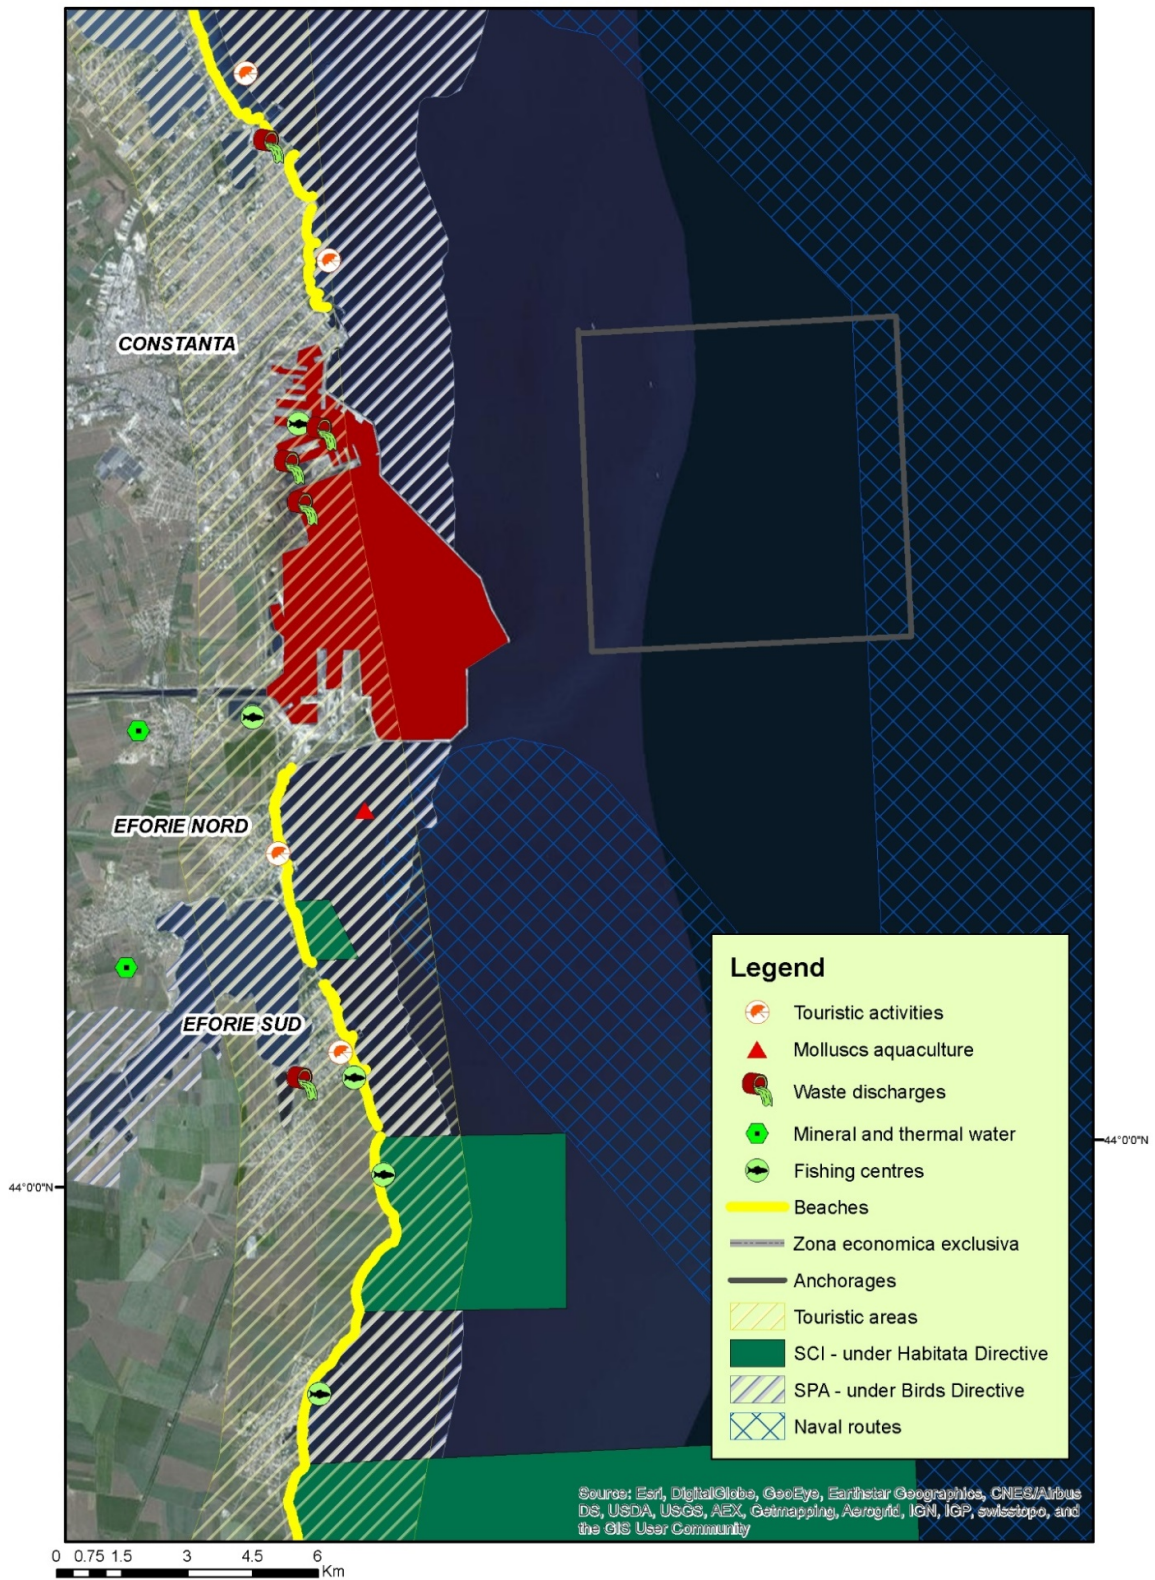 CONSTANTA
EFORIE NORD
EFORIE SUD
Legend
Touristic activities
Molluscs aquaculture
Waste discharges
Mineral and thermal water
Fishing centres
Beaches
Zona economica exclusiva
Anchorages
Touristic areas
SCI - under Habitata Directive
SPA - under Birds Directive
Naval routes
44°0'0"N
44°0'0"N
Source: Esri, DigitalGlobe, GeoEye, Earthstar Geographics, CNES/Airbus
DS, USDA, USGS, AEX, Getmapping, Aerogrid, IGN, IGP, swisstopo, and
the GIS User Community
0 0.75 1.5 3 4.5 6
Km